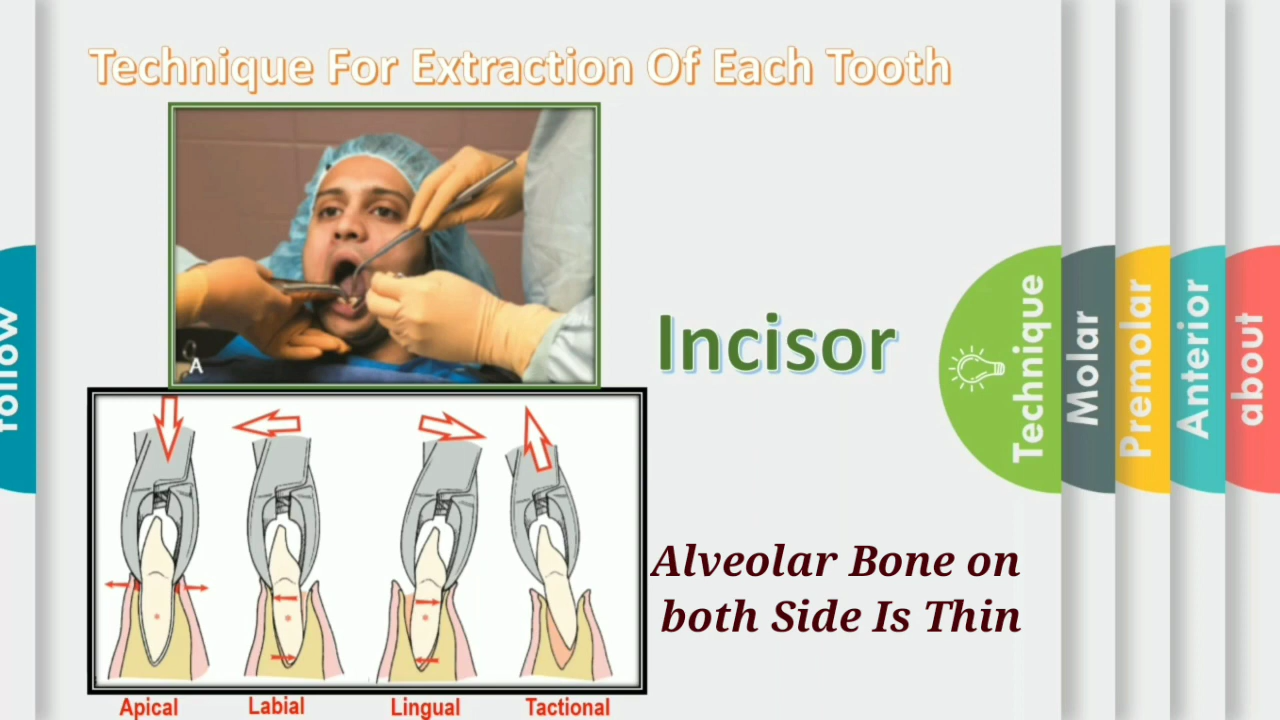 Technique For Extraction Of Each Tooth
A
Incisor
Alveolar Bone on
both Side Is Thin
Apical
Labial
Lingual
Tactional
follow
Technique
Molar
Premolar
Anterior
about